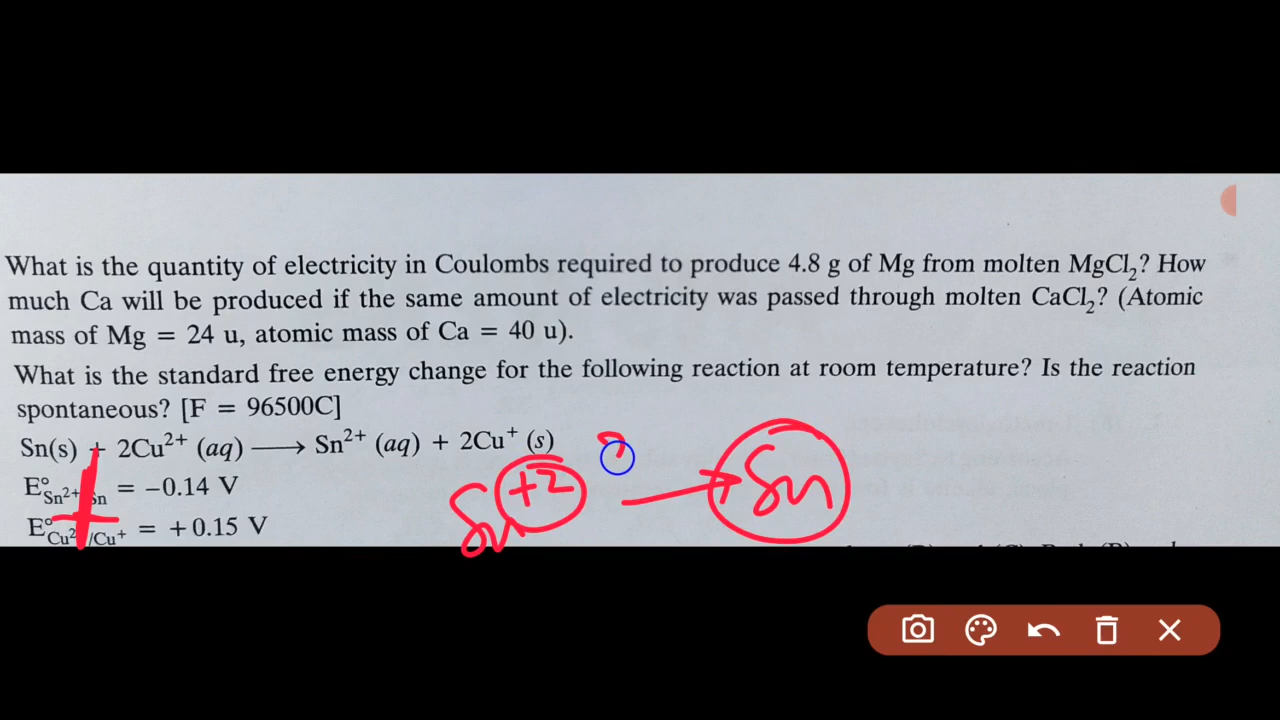 What is the quantity of electricity in Coulombs required to produce 4.8 g of Mg from molten MgCl₂? How
much Ca will be produced if the same amount of electricity was passed through molten CaCl₂? (Atomic
mass of Mg = 24 u, atomic mass of Ca = 40 u).
What is the standard free energy change for the following reaction at room temperature? Is the reaction
spontaneous? [F = 96500C]
Sn(s) + 2Cu²⁺ (aq) ⟶ Sn²⁺ (aq) + 2Cu⁺ (s)
E°Sn²⁺/Sn = −0.14 V
Sn +2 ⟶ Sn
E°Cu²⁺/Cu⁺ = +0.15 V